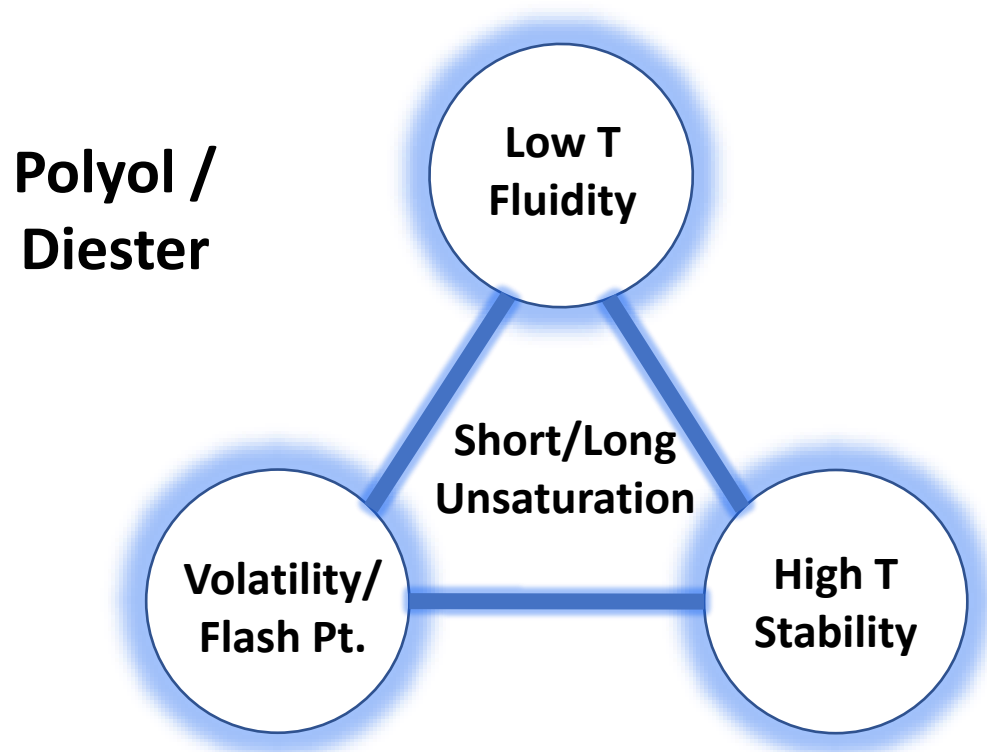 Polyol /
Diester
Low T
Fluidity
Short/Long
Unsaturation
Volatility/
Flash Pt.
High T
Stability